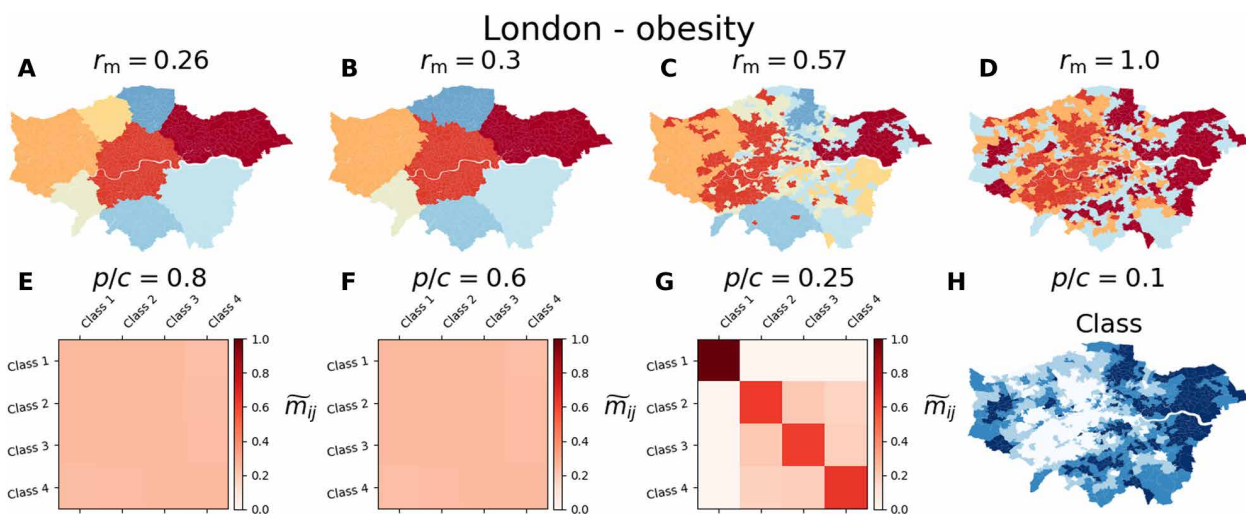 London - obesity
A r_m = 0.26 B r_m = 0.3 C r_m = 0.57 D r_m = 1.0
E p/c = 0.8 F p/c = 0.6 G p/c = 0.25 H p/c = 0.1
Class 1 Class 2 Class 3 Class 4
Class 1 Class 2 Class 3 Class 4
Class 1 Class 2 Class 3 Class 4
Class
Class 1
Class 2
Class 3
Class 4
1.0
0.8
0.6
0.4
0.2
0.0
m̃_ij
Class 1
Class 2
Class 3
Class 4
1.0
0.8
0.6
0.4
0.2
0.0
m̃_ij
Class 1
Class 2
Class 3
Class 4
1.0
0.8
0.6
0.4
0.2
0.0
m̃_ij